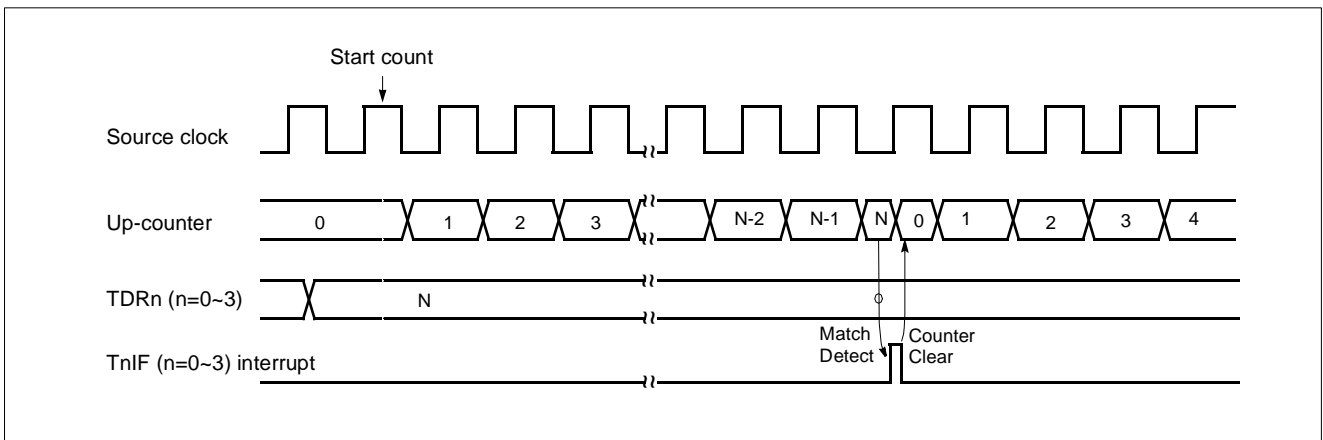 Start count
Source clock
Up-counter 0 1 2 3 N-2 N-1 N 0 1 2 3 4
TDRn (n=0~3) N
Match Counter
Detect Clear
TnIF (n=0~3) interrupt